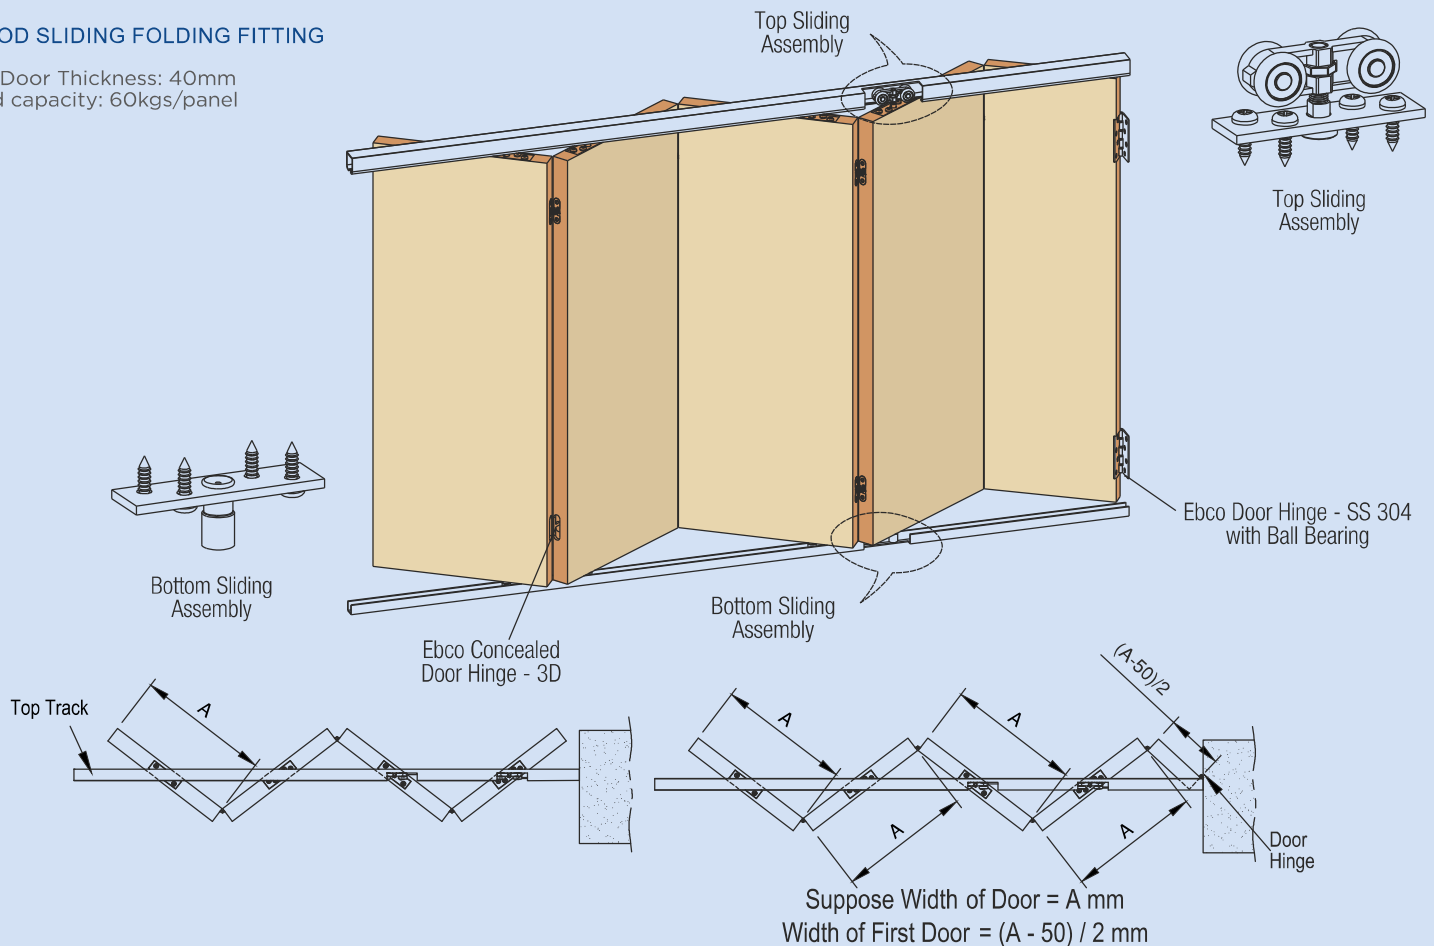 SLIDING FOLDING FITTING
Door Thickness: 40mm
capacity: 60kgs/panel
Top Sliding
Assembly
Top Sliding
Assembly
Ebco Door Hinge - SS 304
with Ball Bearing
Bottom Sliding
Assembly
Bottom Sliding
Assembly
Ebco Concealed
Door Hinge - 3D
Top Track
A
A
A
(A-50)/2
A
A
Door
Hinge
Suppose Width of Door = A mm
Width of First Door = (A - 50) / 2 mm